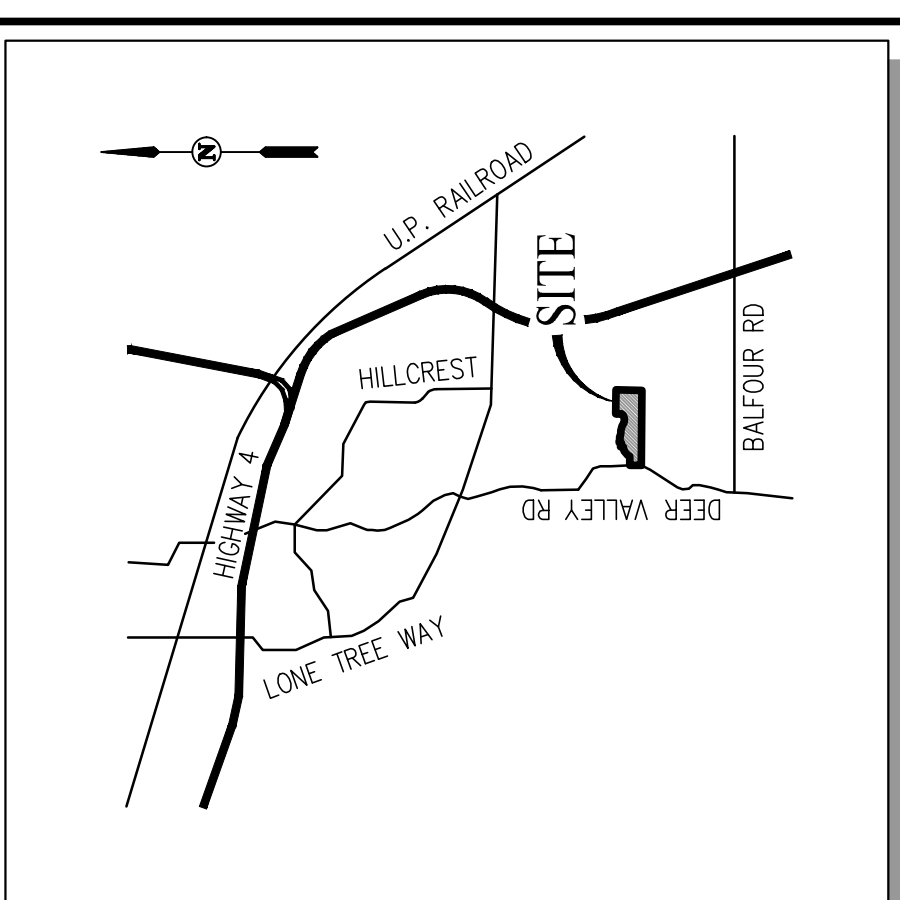 N
U.P. RAILROAD
SITE
HILLCREST
BALFOUR RD
HIGHWAY 4
DEER VALLEY RD
LONE TREE WAY